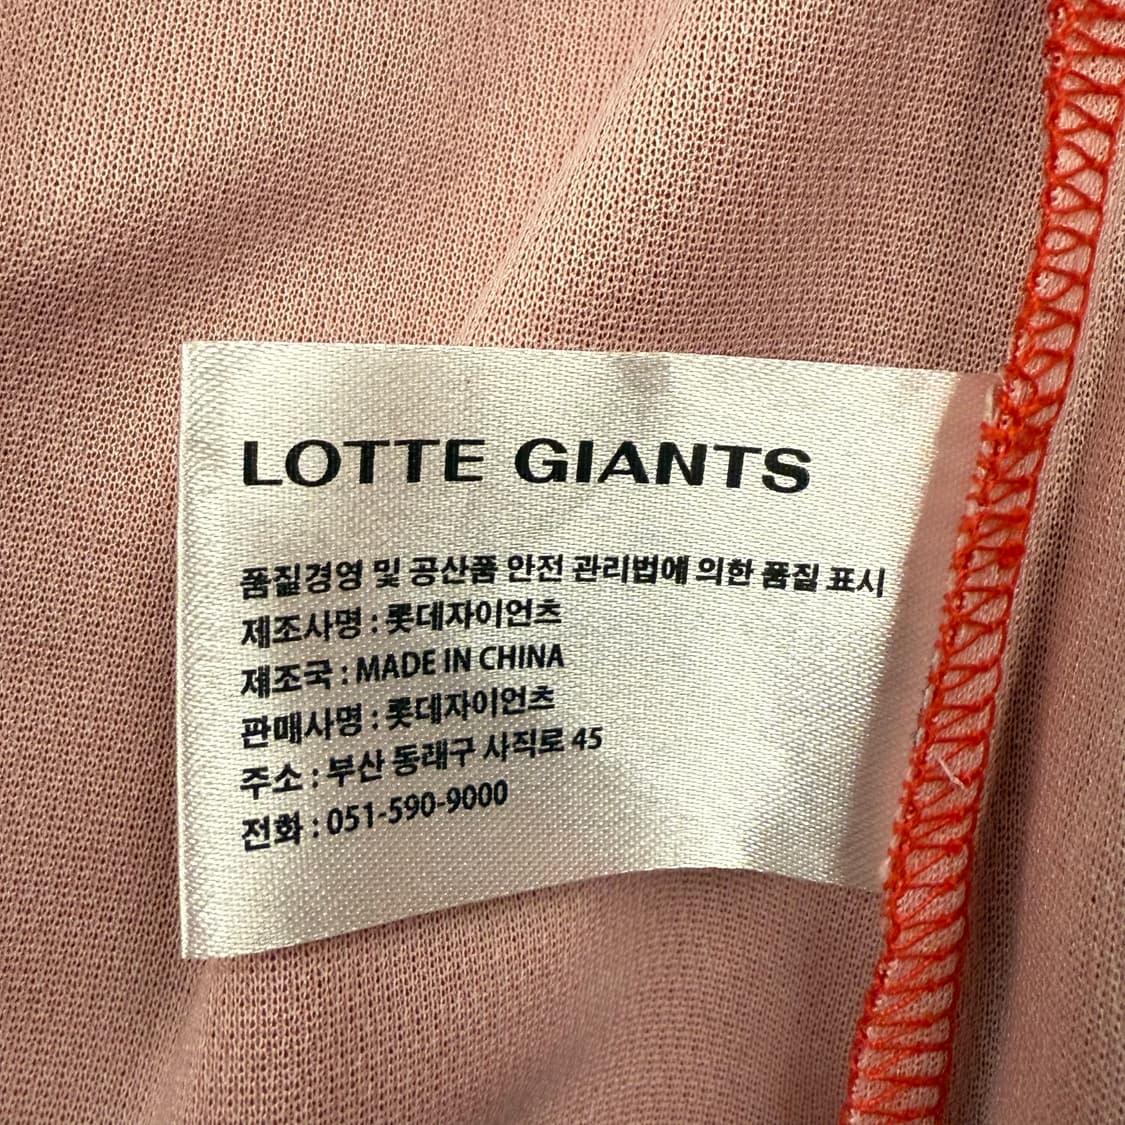 LOTTE GIANTS
품질경영 및 공산품 안전 관리법에 의한 품질 표시
제조사명 : 롯데자이언츠
제조국 : MADE IN CHINA
판매사명 : 롯데자이언츠
주소 : 부산 동래구 사직로 45
전화 : 051-590-9000